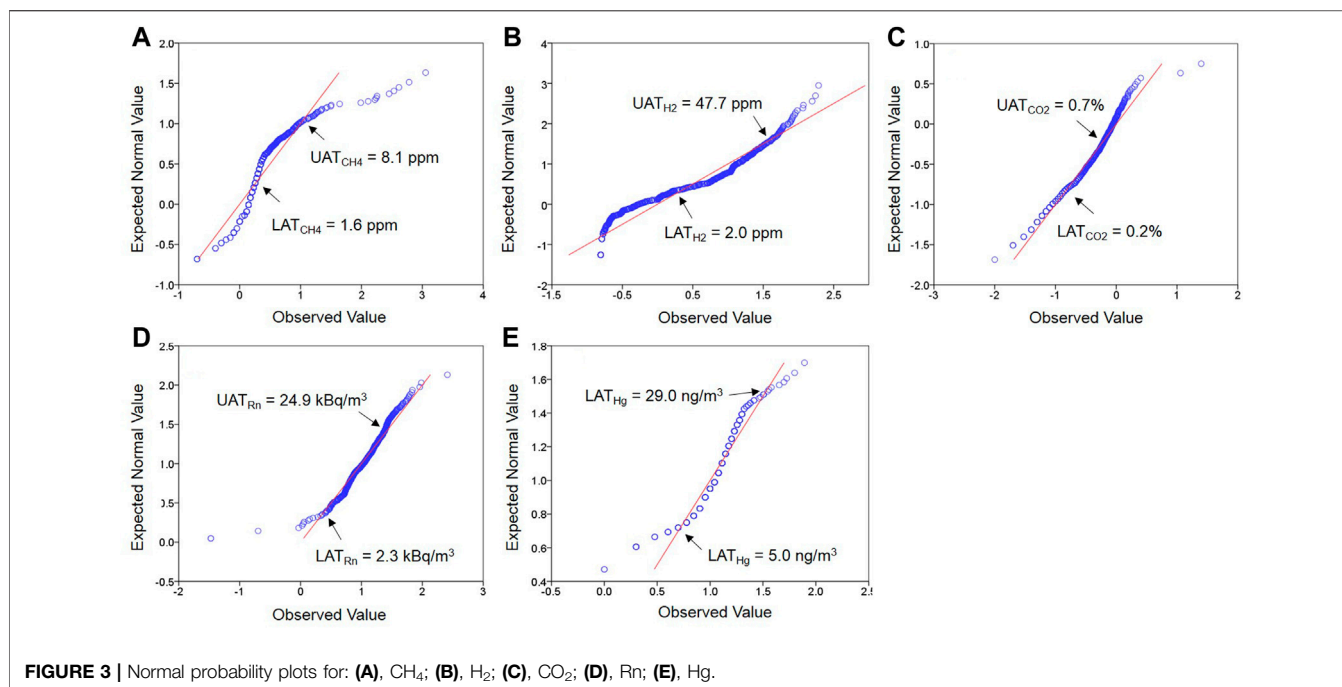 A
Expected Normal Value
2.0
1.5
1.0
0.5
0.0
-0.5
-1.0
UAT_CH4 = 8.1 ppm
LAT_CH4 = 1.6 ppm
-1 0 1 2 3 4
Observed Value
B
Expected Normal Value
4
3
2
1
0
-1
-2
UAT_H2 = 47.7 ppm
LAT_H2 = 2.0 ppm
-1.5 -0.5 0.5 1.5 2.5
Observed Value
C
Expected Normal Value
1.0
0.5
0.0
-0.5
-1.0
-1.5
-2.0
UAT_CO2 = 0.7%
LAT_CO2 = 0.2%
-3 -2 -1 0 1 2
Observed Value
D
Expected Normal Value
2.5
2.0
1.5
1.0
0.5
0.0
-0.5
UAT_Rn = 24.9 kBq/m³
LAT_Rn = 2.3 kBq/m³
-2 -1 0 1 2 3
Observed Value
E
Expected Normal Value
1.8
1.6
1.4
1.2
1.0
0.8
0.6
0.4
LAT_Hg = 29.0 ng/m³
LAT_Hg = 5.0 ng/m³
-0.5 0.0 0.5 1.0 1.5 2.0 2.5
Observed Value
FIGURE 3 | Normal probability plots for: (A), CH₄; (B), H₂; (C), CO₂; (D), Rn; (E), Hg.